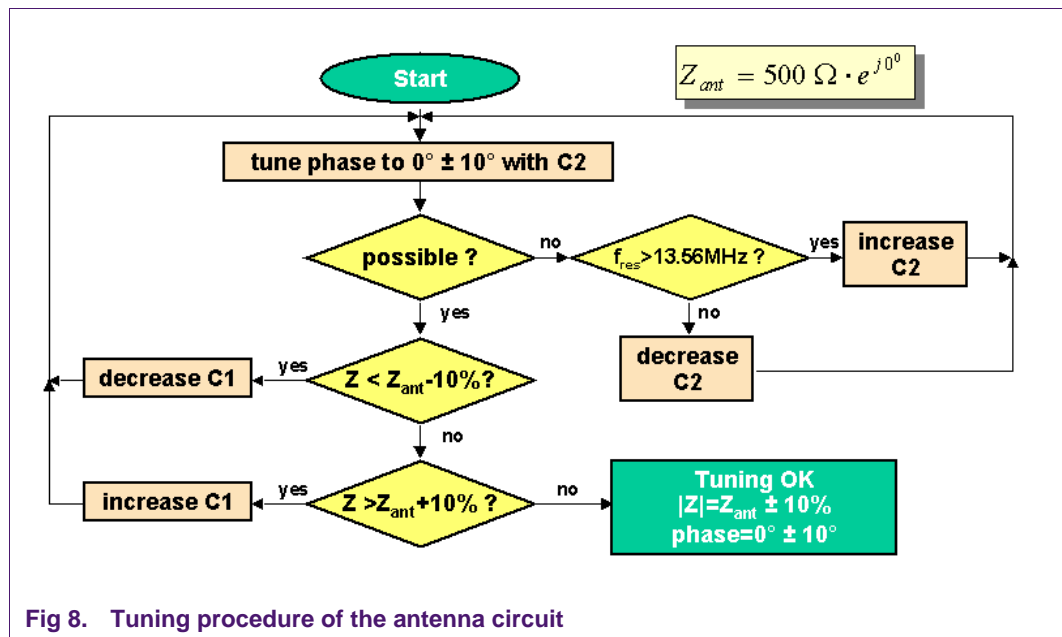 Start
Z_ant = 500 Ω · e^{j0^0}
tune phase to 0° ± 10° with C2
possible ?
no
f_res>13.56MHz ?
yes
increase
C2
yes
no
decrease
C2
decrease C1
yes
Z < Z_ant-10%?
no
increase C1
yes
Z >Z_ant+10% ?
no
Tuning OK
|Z|=Z_ant ± 10%
phase=0° ± 10°
Fig 8. Tuning procedure of the antenna circuit